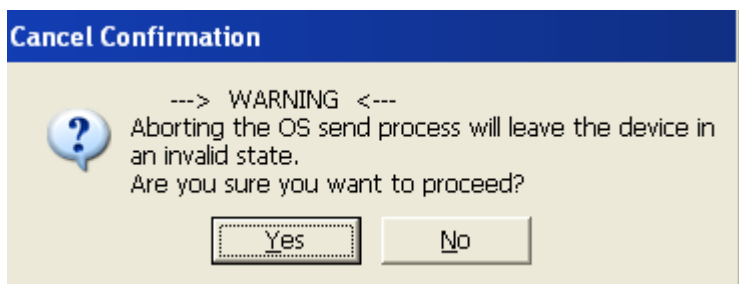 Cancel Confirmation
---> WARNING <---
Aborting the OS send process will leave the device in
an invalid state.
Are you sure you want to proceed?
Yes
No